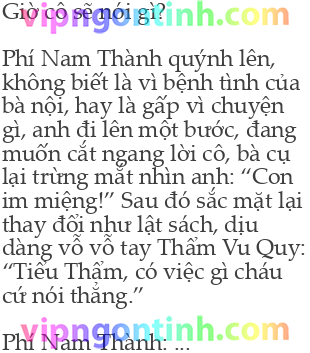 Giờ cô sẽ nói gì?
vipngontinh.com
Phí Nam Thành quýnh lên,
không biết là vì bệnh tình của
bà nội, hay là gấp vì chuyện
gì, anh đi lên một bước, đang
muốn cắt ngang lời cô, bà cụ
lại trừng mắt nhìn anh: “Con
im miệng!” Sau đó sắc mặt lại
thay đổi như lật sách, dịu
dàng vỗ vỗ tay Thẩm Vu Quy:
“Tiểu Thẩm, có việc gì cháu
cứ nói thẳng.”
vipngontinh.com
Phí Nam Thành: ...